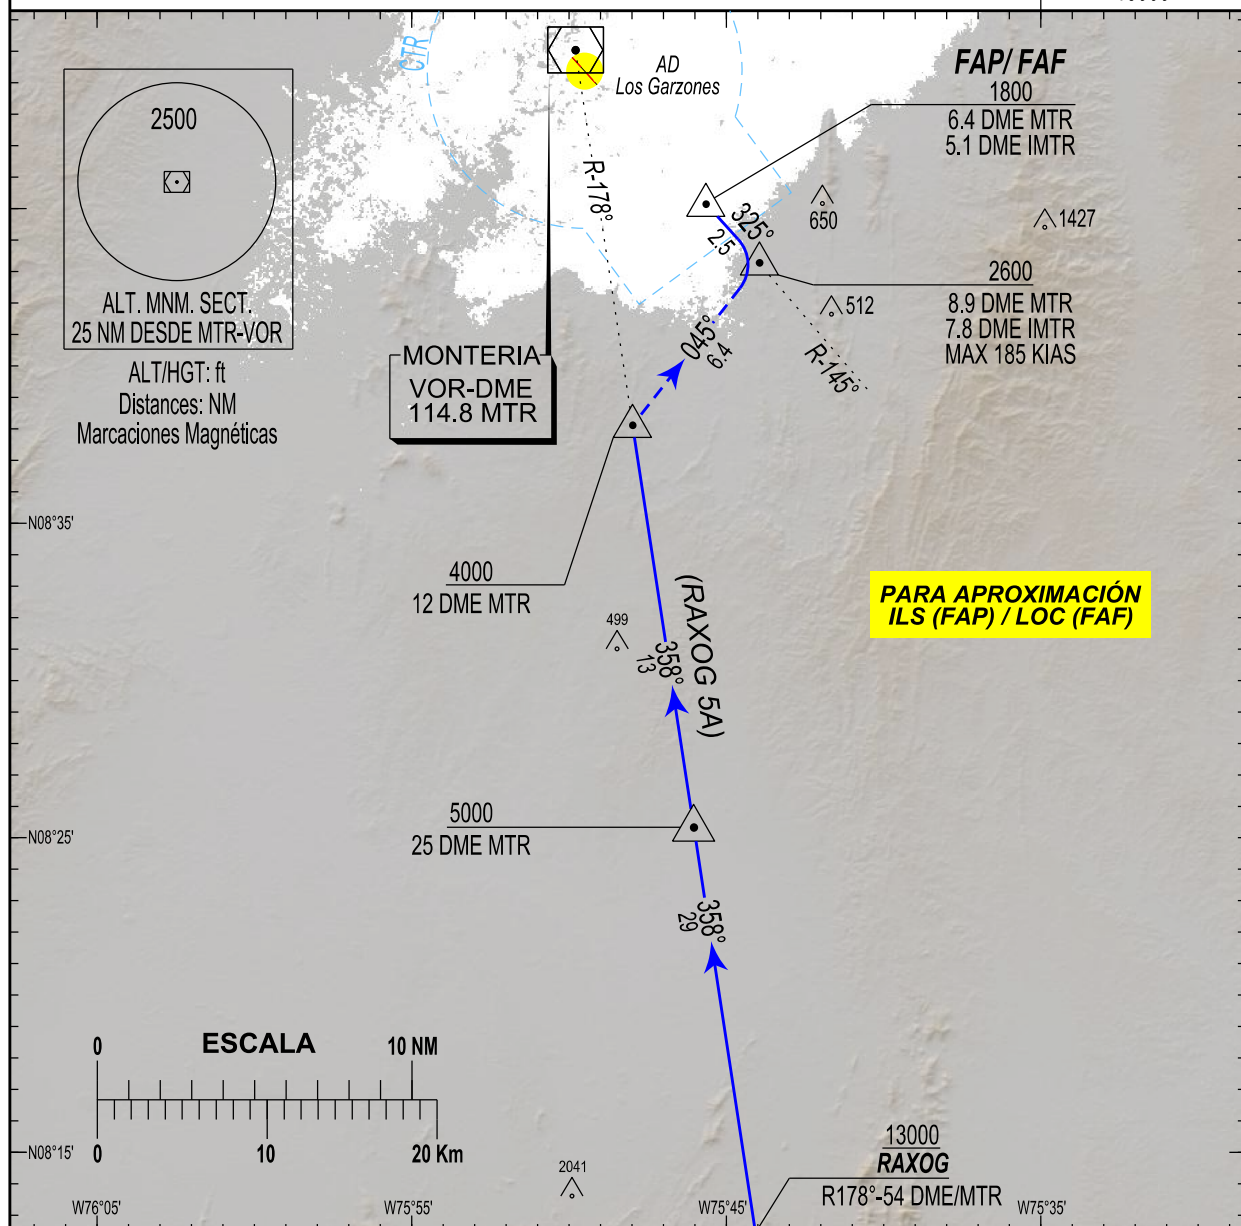 CTR
AD
Los Garzones
FAP/ FAF
1800
6.4 DME MTR
5.1 DME IMTR
2500
ALT. MNM. SECT.
25 NM DESDE MTR-VOR
ALT/HGT: ft
Distances: NM
Marcaciones Magnéticas
R-178°
325°
2.5
650
1427
2600
8.9 DME MTR
7.8 DME IMTR
MAX 185 KIAS
512
045°
6.4
R-145°
MONTERIA
VOR-DME
114.8 MTR
N08°35'
4000
12 DME MTR
499
358°
13
(RAXOG 5A)
PARA APROXIMACIÓN
ILS (FAP) / LOC (FAF)
5000
25 DME MTR
N08°25'
358°
29
ESCALA
0
10 NM
0
10
20 Km
N08°15'
2041
13000
RAXOG
R178°-54 DME/MTR
W76°05'
W75°55'
W75°45'
W75°35'